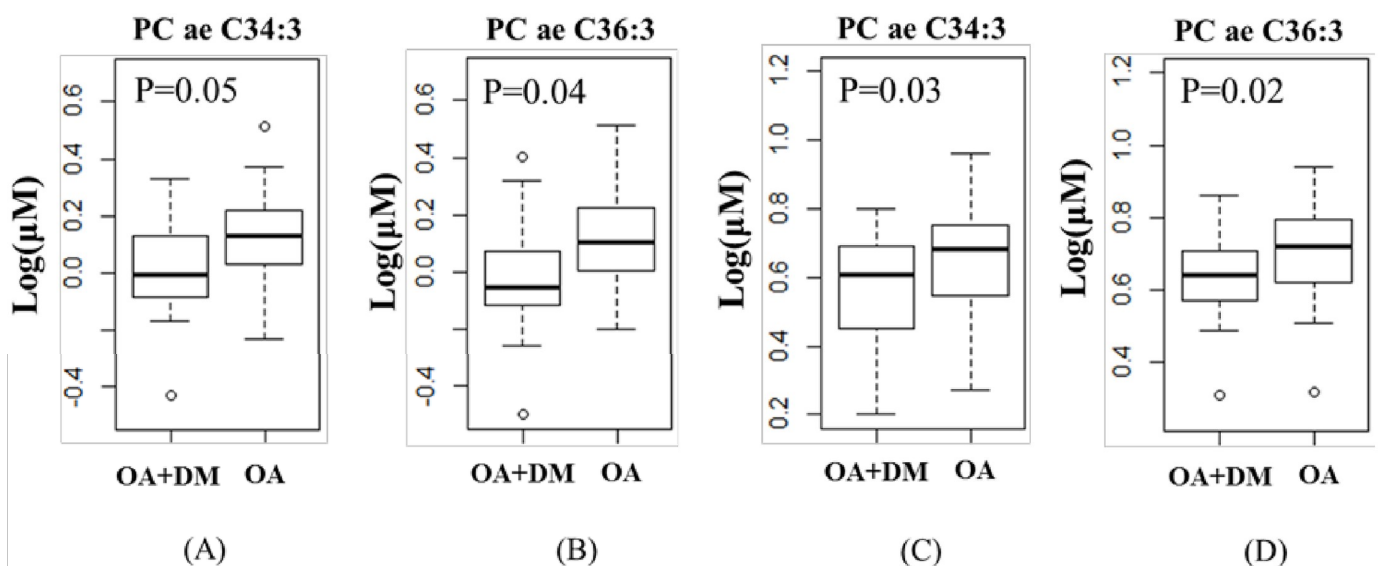 PC ae C34:3
PC ae C36:3
PC ae C34:3
PC ae C36:3
P=0.05
P=0.04
P=0.03
P=0.02
Log(μM)
0.6
0.4
0.2
0.0
-0.4
Log(μM)
0.6
0.4
0.2
0.0
-0.4
Log(μM)
1.2
1.0
0.8
0.6
0.4
0.2
Log(μM)
1.2
1.0
0.8
0.6
0.4
OA+DM OA
OA+DM OA
OA+DM OA
OA+DM OA
(A)
(B)
(C)
(D)